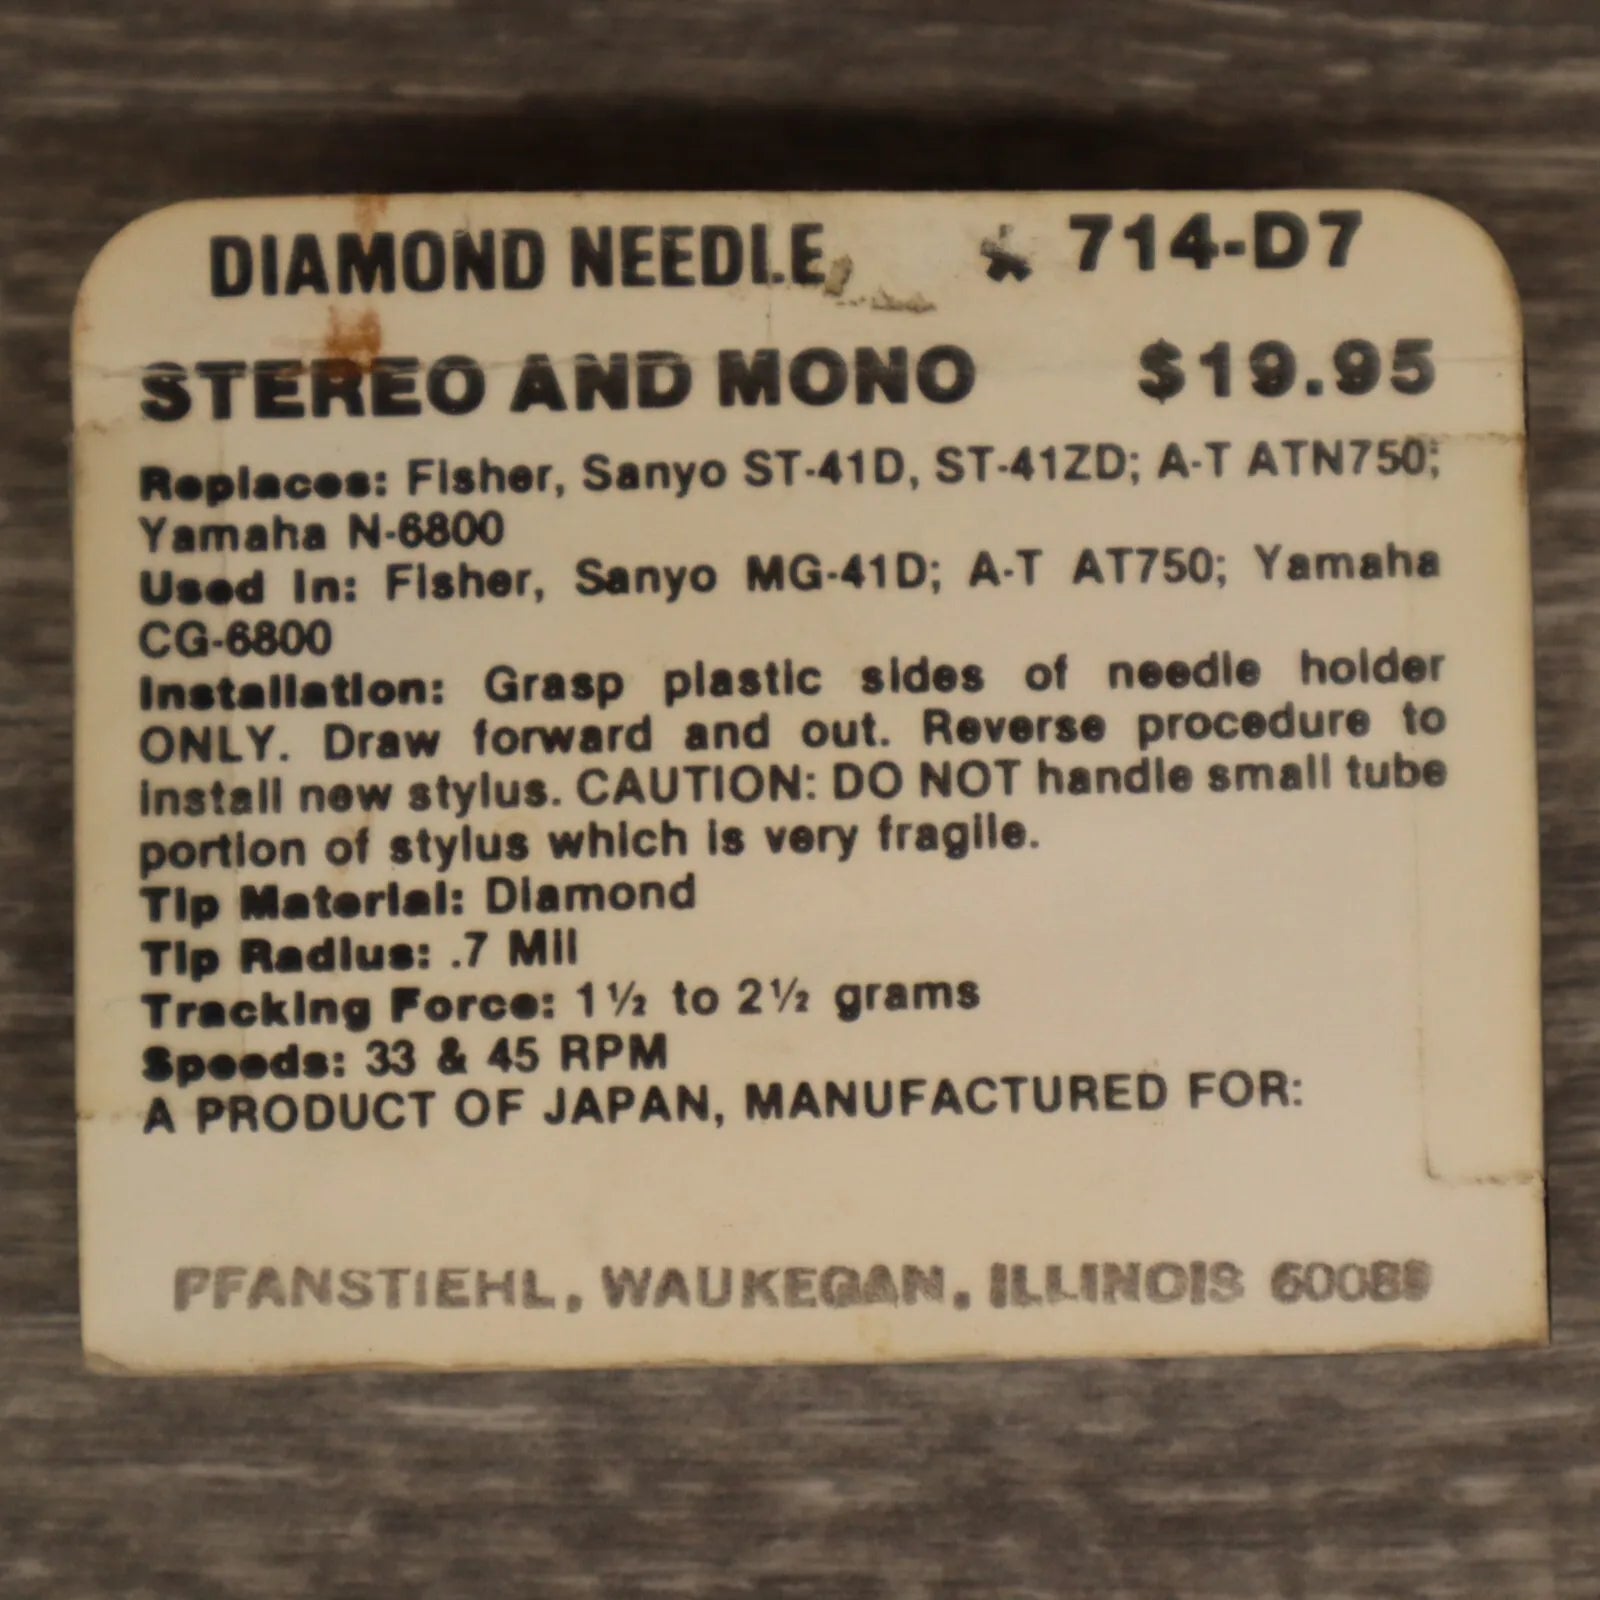 DIAMOND NEEDLE * 714-D7
STEREO AND MONO $19.95
Replaces: Fisher, Sanyo ST-41D, ST-41ZD; A-T ATN750;
Yamaha N-6800
Used In: Fisher, Sanyo MG-41D; A-T AT750; Yamaha
CG-6800
Installation: Grasp plastic sides of needle holder
ONLY. Draw forward and out. Reverse procedure to
install new stylus. CAUTION: DO NOT handle small tube
portion of stylus which is very fragile.
Tip Material: Diamond
Tip Radius: .7 Mil
Tracking Force: 1½ to 2½ grams
Speeds: 33 & 45 RPM
A PRODUCT OF JAPAN, MANUFACTURED FOR:
PFANSTIEHL, WAUKEGAN, ILLINOIS